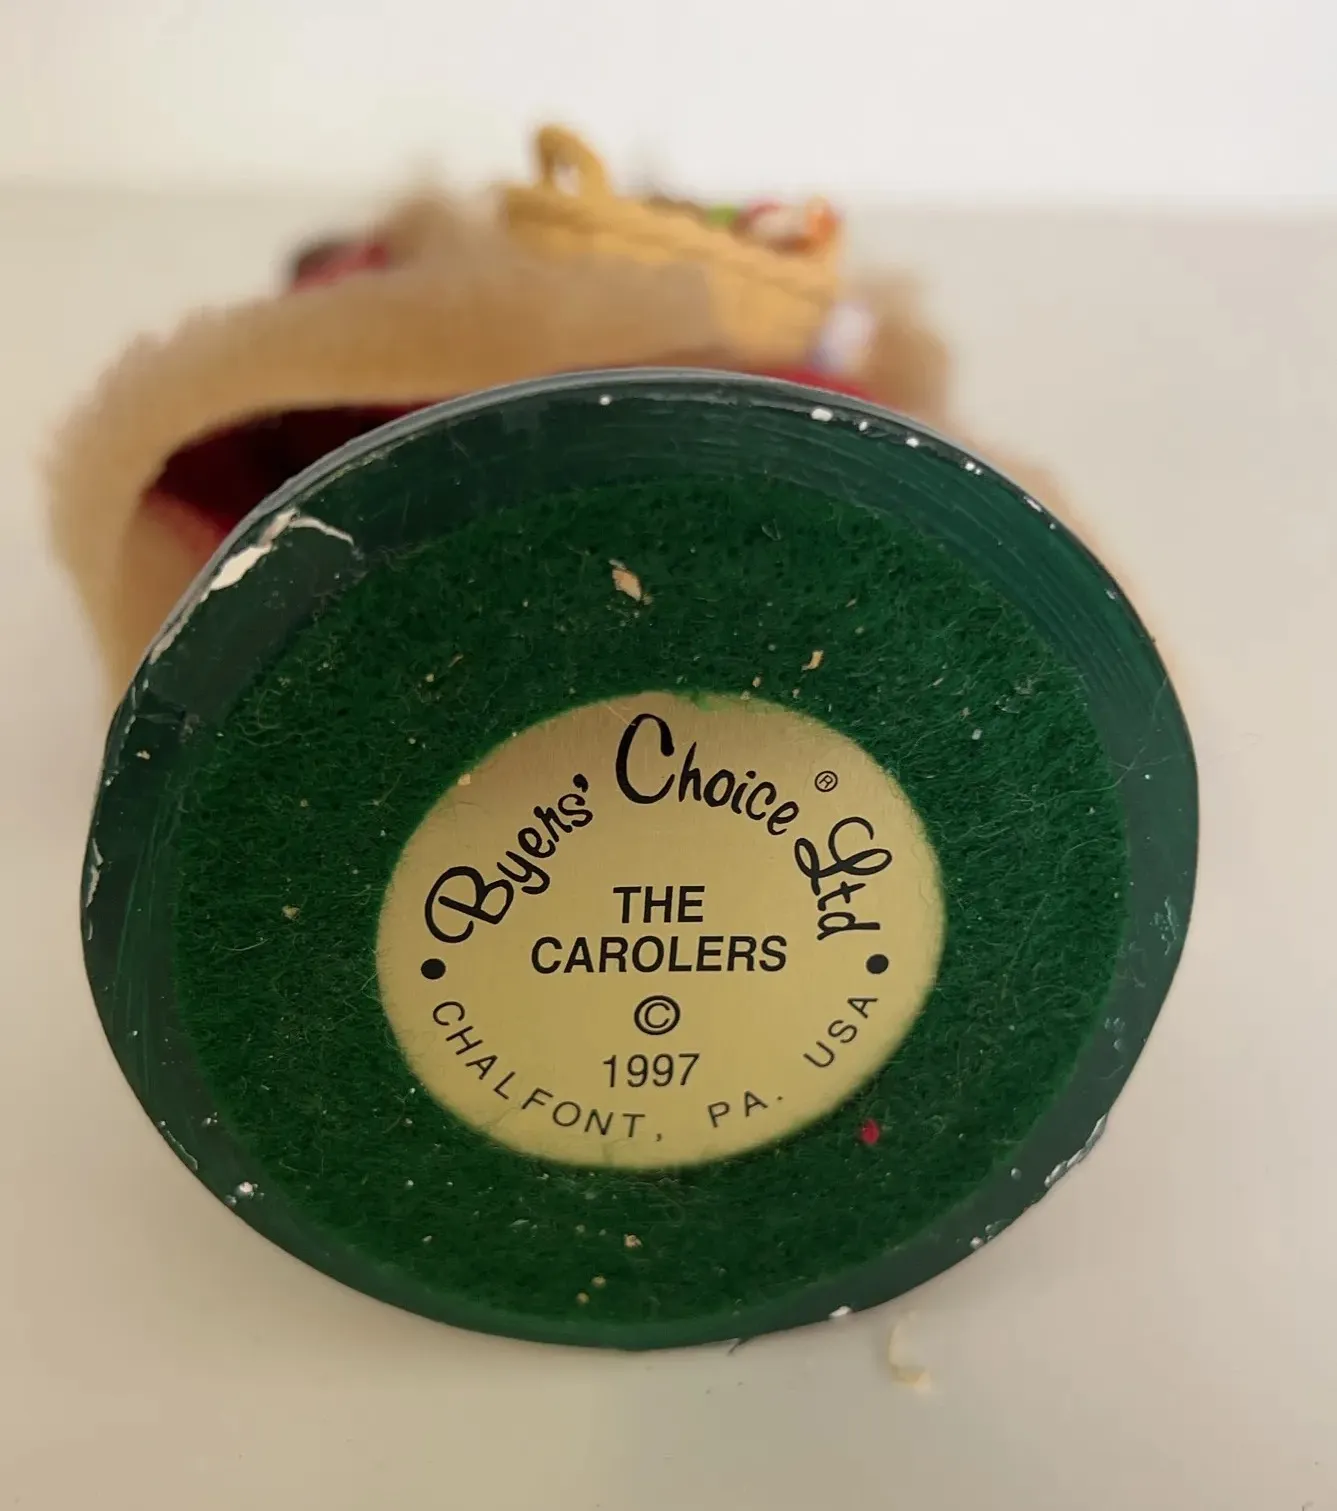 Byers' Choice® Ltd
THE
CAROLERS
©
1997
• CHALFONT, PA. USA •